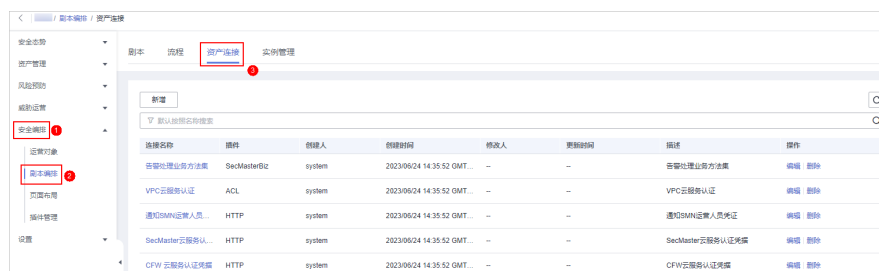 / 剧本编排 / 资产连接
安全态势
资产管理
风险预防
威胁运营
安全编排 1
运营对象
剧本编排 2
页面布局
插件管理
设置
剧本 流程 资产连接 实例管理
3
新增
默认按照名称搜索
连接名称 插件 创建人 创建时间 修改人 更新时间 描述 操作
告警处理业务方法集 SecMasterBiz system 2023/06/24 14:35:52 GMT... -- -- 告警处理业务方法集 编辑 删除
VPC云服务认证 ACL system 2023/06/24 14:35:52 GMT... -- -- VPC云服务认证 编辑 删除
通知SMN运营人员... HTTP system 2023/06/24 14:35:52 GMT... -- -- 通知SMN运营人员凭证 编辑 删除
SecMaster云服务认... HTTP system 2023/06/24 14:35:52 GMT... -- -- SecMaster云服务认证凭据 编辑 删除
CFW 云服务认证凭据 HTTP system 2023/06/24 14:35:52 GMT... -- -- CFW云服务认证凭据 编辑 删除